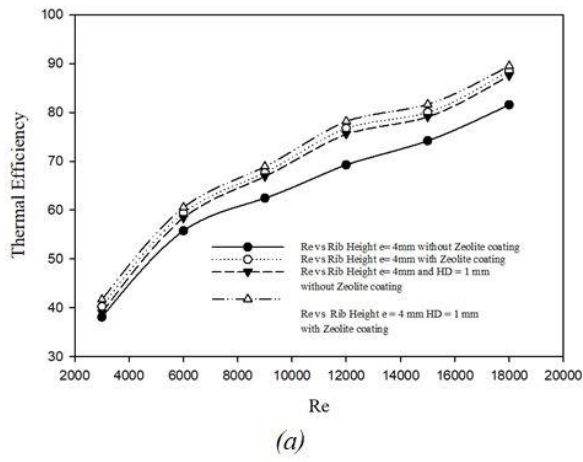 100
90
80
70
60
50
40
30
Thermal Efficiency
Re vs Rib Height e= 4mm without Zeolite coating
Re vs Rib Height e= 4mm with Zeolite coating
Re vs Rib Height e= 4mm and HD = 1 mm
without Zeolite coating
Re vs Rib Height e = 4 mm HD = 1 mm
with Zeolite coating
2000 4000 6000 8000 10000 12000 14000 16000 18000 20000
Re
(a)